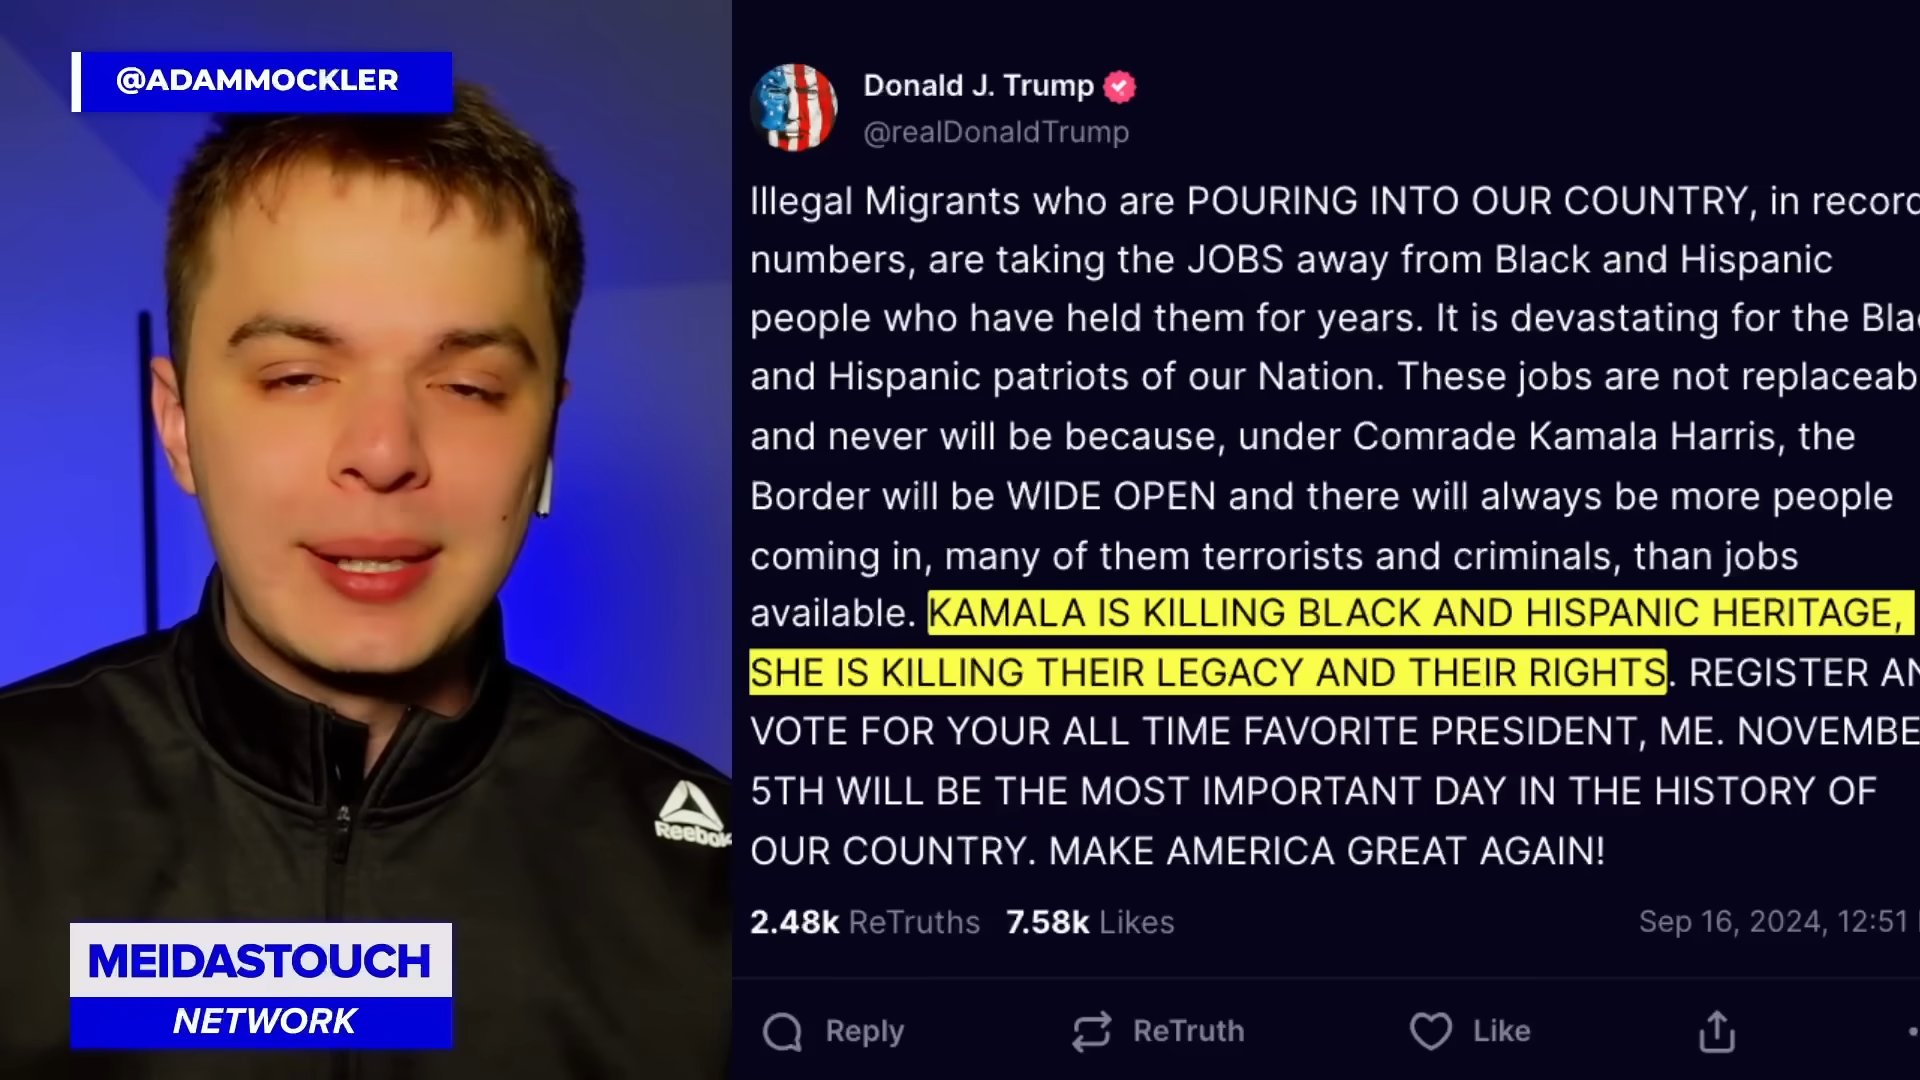 @ADAMMOCKLER
Donald J. Trump
@realDonaldTrump
Illegal Migrants who are POURING INTO OUR COUNTRY, in record
numbers, are taking the JOBS away from Black and Hispanic
people who have held them for years. It is devastating for the Blac
and Hispanic patriots of our Nation. These jobs are not replaceab
and never will be because, under Comrade Kamala Harris, the
Border will be WIDE OPEN and there will always be more people
coming in, many of them terrorists and criminals, than jobs
available. KAMALA IS KILLING BLACK AND HISPANIC HERITAGE,
SHE IS KILLING THEIR LEGACY AND THEIR RIGHTS. REGISTER AN
VOTE FOR YOUR ALL TIME FAVORITE PRESIDENT, ME. NOVEMBE
5TH WILL BE THE MOST IMPORTANT DAY IN THE HISTORY OF
OUR COUNTRY. MAKE AMERICA GREAT AGAIN!
2.48k ReTruths 7.58k Likes Sep 16, 2024, 12:51
Reply ReTruth Like
Reebok
MEIDASTOUCH
NETWORK